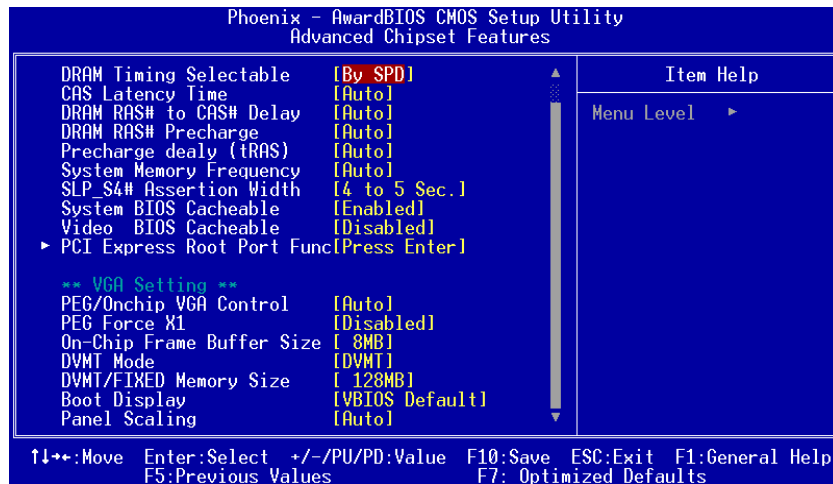 Phoenix - AwardBIOS CMOS Setup Utility
Advanced Chipset Features
DRAM Timing Selectable [By SPD]
CAS Latency Time [Auto]
DRAM RAS# to CAS# Delay [Auto]
DRAM RAS# Precharge [Auto]
Precharge dealy (tRAS) [Auto]
System Memory Frequency [Auto]
SLP_S4# Assertion Width [4 to 5 Sec.]
System BIOS Cacheable [Enabled]
Video BIOS Cacheable [Disabled]
► PCI Express Root Port Func[Press Enter]
** VGA Setting **
PEG/Onchip VGA Control [Auto]
PEG Force X1 [Disabled]
On-Chip Frame Buffer Size [ 8MB]
DVMT Mode [DVMT]
DVMT/FIXED Memory Size [ 128MB]
Boot Display [VBIOS Default]
Panel Scaling [Auto]
Item Help
Menu Level ►
↑↓→←:Move Enter:Select +/-/PU/PD:Value F10:Save ESC:Exit F1:General Help
F5:Previous Values F7: Optimized Defaults